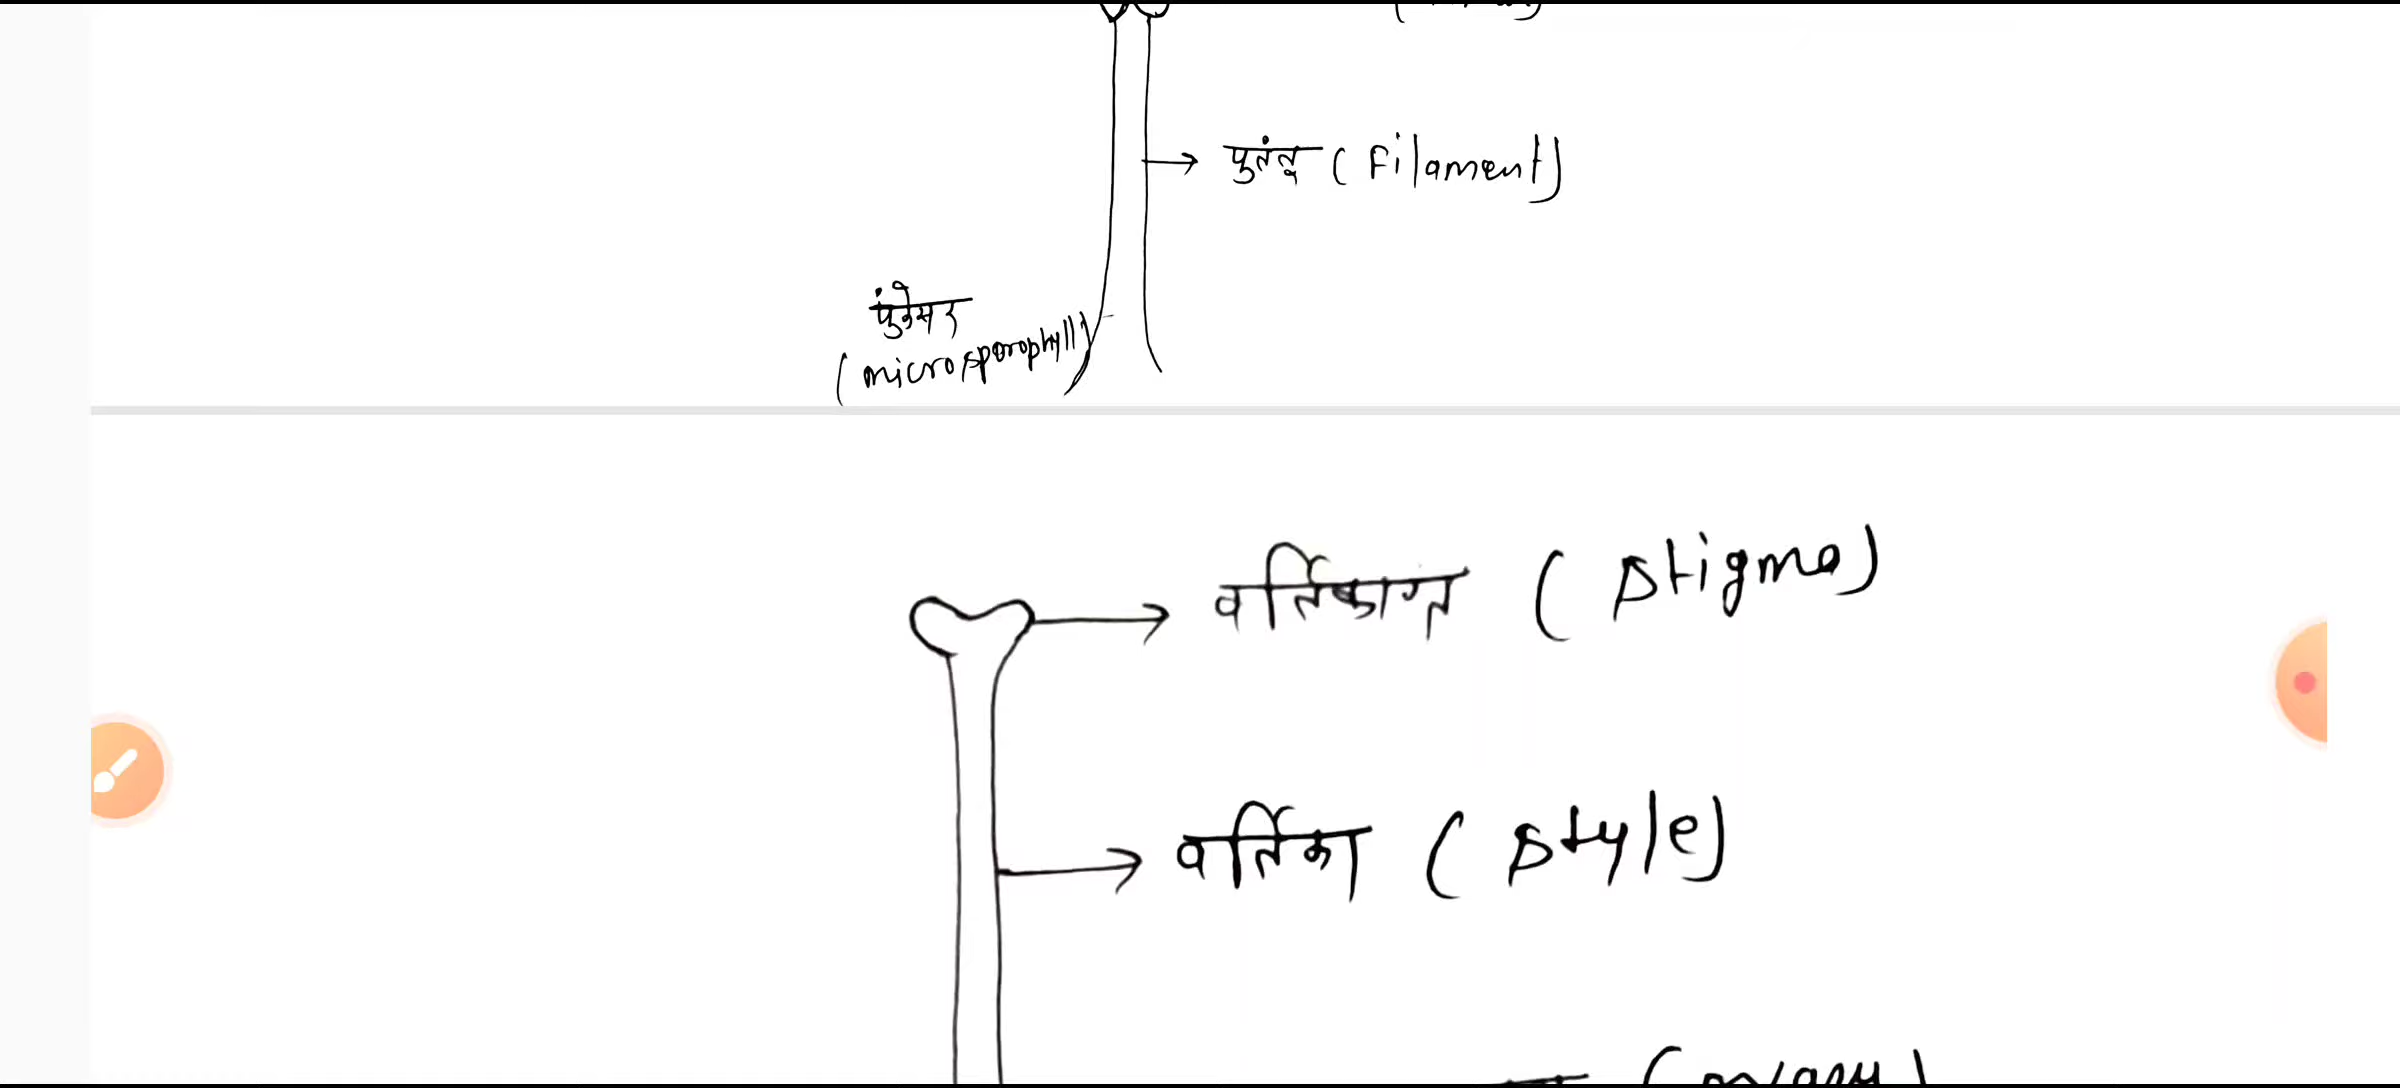 पुतंतू (Filament)
पुंकेसर
(microsporophyll)
वर्तिकाग्र (Stigma)
वर्तिका (Style)